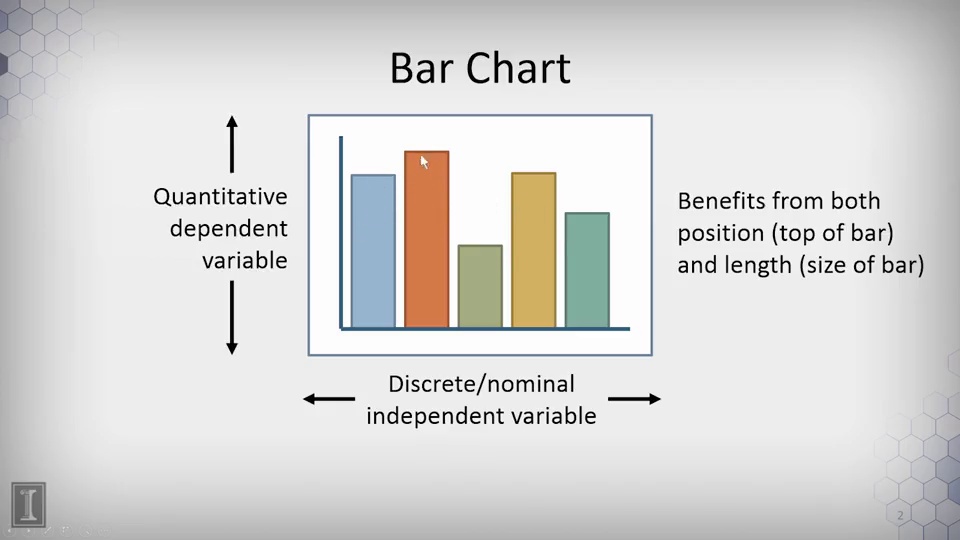 Bar Chart
Quantitative
dependent
variable
Benefits from both
position (top of bar)
and length (size of bar)
Discrete/nominal
independent variable
I
2